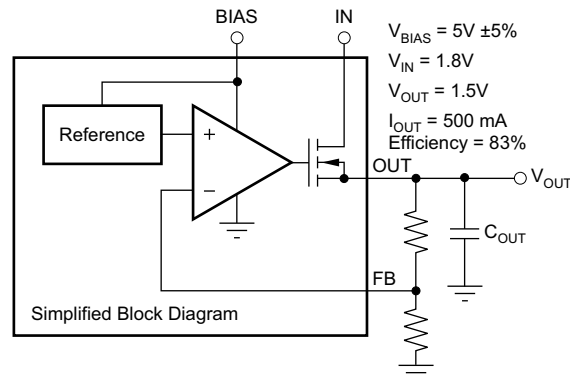 BIAS
IN
V_BIAS = 5V ±5%
V_IN = 1.8V
V_OUT = 1.5V
I_OUT = 500 mA
Efficiency = 83%
Reference
+
−
OUT
V_OUT
C_OUT
FB
Simplified Block Diagram